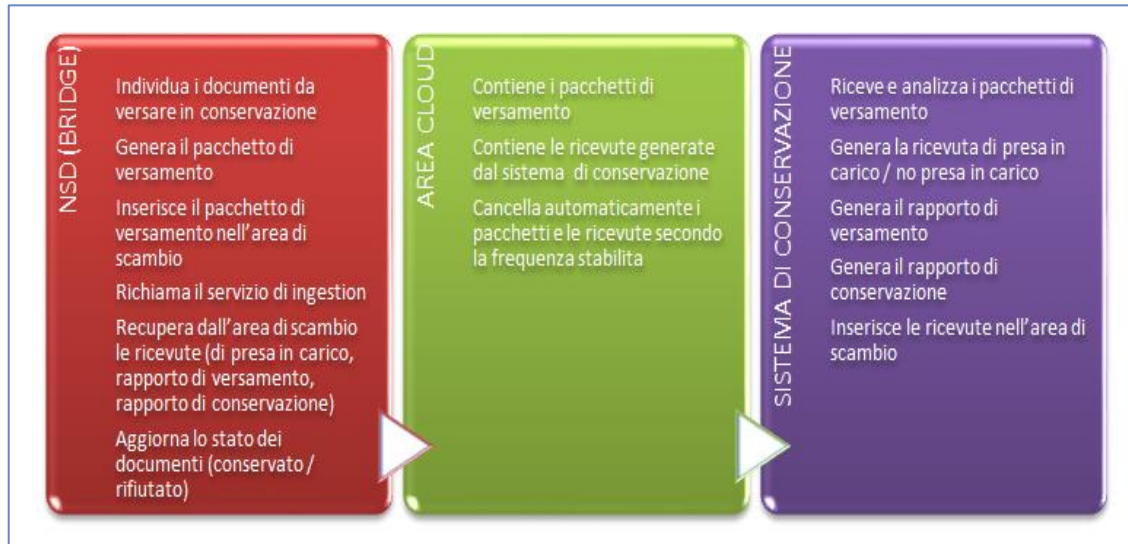 NSD (BRIDGE)
Individua i documenti da
versare in conservazione
Genera il pacchetto di
versamento
Inserisce il pacchetto di
versamento nell'area di
scambio
Richiama il servizio di ingestion
Recupera dall'area di scambio
le ricevute (di presa in carico,
rapporto di versamento,
rapporto di conservazione)
Aggiorna lo stato dei
documenti (conservato /
rifiutato)
AREA CLOUD
Contiene i pacchetti di
versamento
Contiene le ricevute generate
dal sistema di conservazione
Cancella automaticamente i
pacchetti e le ricevute secondo
la frequenza stabilita
SISTEMA DI CONSERVAZIONE
Riceve e analizza i pacchetti di
versamento
Genera la ricevuta di presa in
carico / no presa in carico
Genera il rapporto di
versamento
Genera il rapporto di
conservazione
Inserisce le ricevute nell'area di
scambio